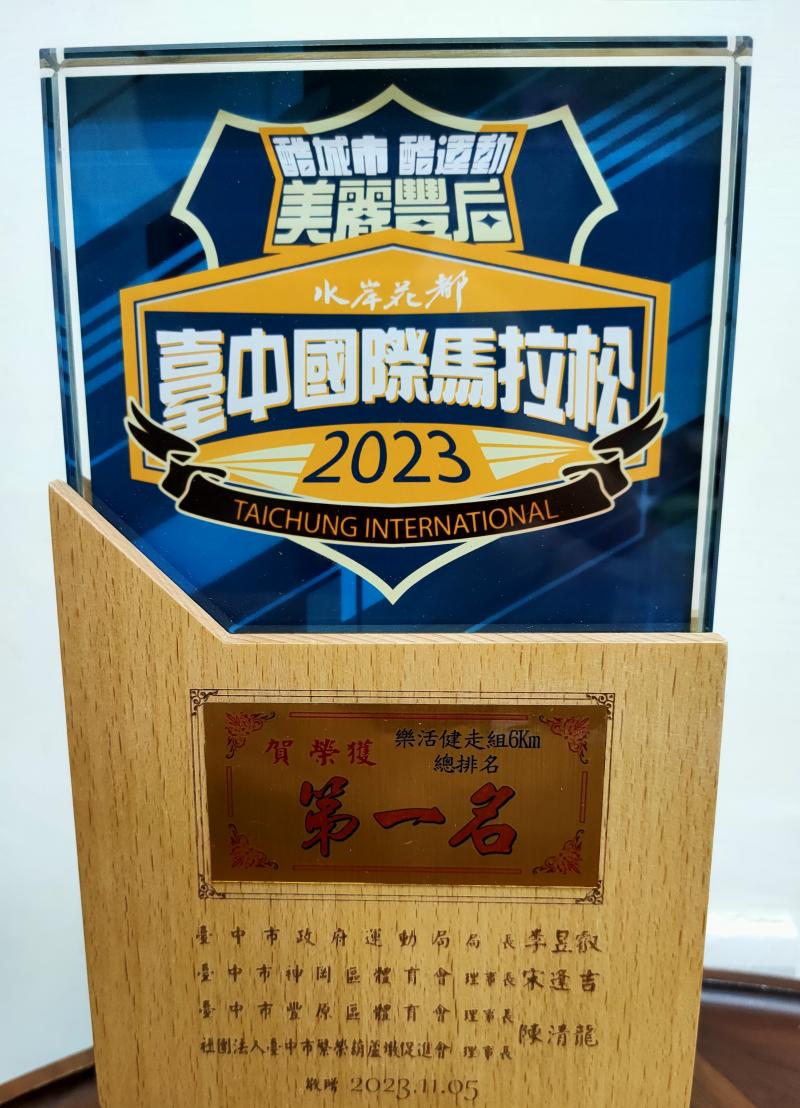 酷城市 酷運動
美麗豐后
水岸花都
臺中國際馬拉松
2023
TAICHUNG INTERNATIONAL
賀榮獲 樂活健走組6Km
總排名
第一名
臺中市政府運動局 局長 李昱叡
臺中市神岡區體育會 理事長 宋逢吉
臺中市豐原區體育會 理事長
社團法人臺中市繁榮葫蘆墩促進會 理事長 陳清龍
敬贈 2023.11.05